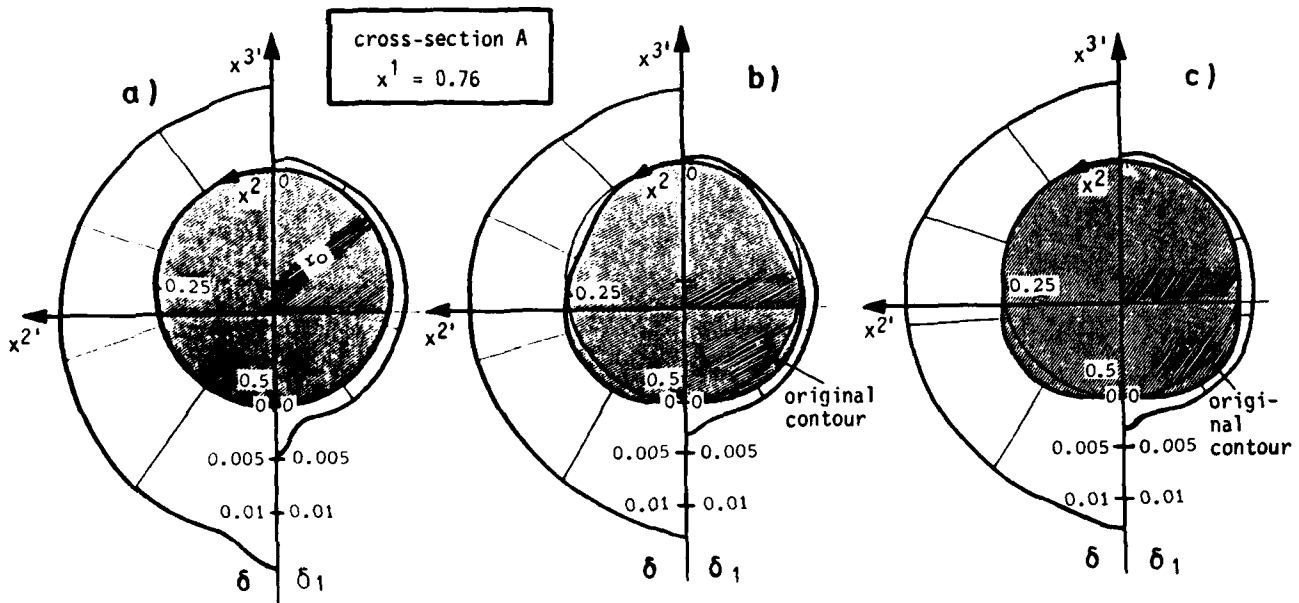 cross-section A
x¹ = 0.76
a)
x³'
x²
0
r₀
0.25
x²'
0.5
0 0
0.005 0.005
0.01 0.01
δ δ₁
b)
x³'
x²
0
0.25
x²'
0.5
0 0
original
contour
0.005 0.005
0.01 0.01
δ δ₁
c)
x³'
x²
0
0.25
x²'
0.5
0 0
origi-
nal
contour
0.005 0.005
0.01 0.01
δ δ₁